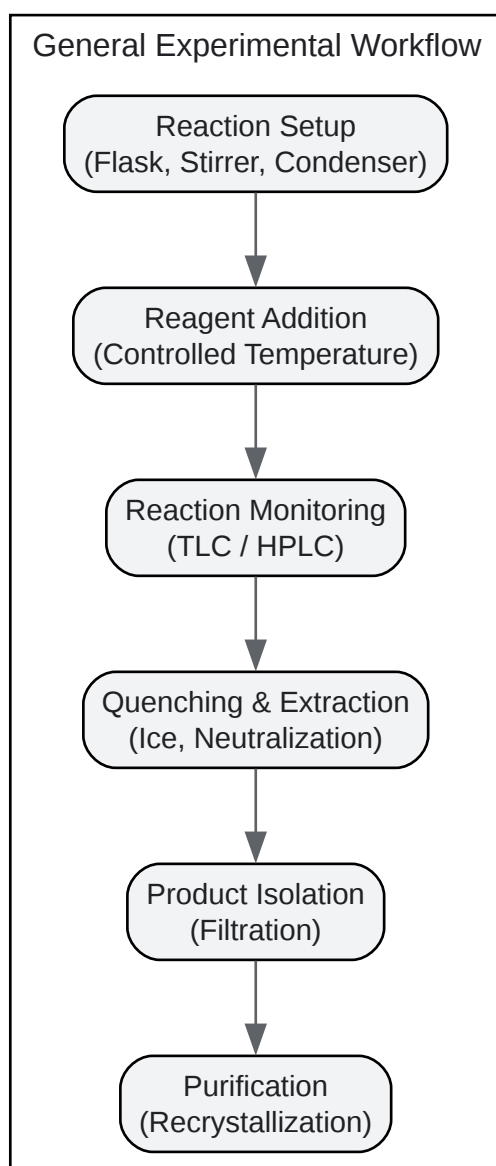 General Experimental Workflow
Reaction Setup
(Flask, Stirrer, Condenser)
Reagent Addition
(Controlled Temperature)
Reaction Monitoring
(TLC / HPLC)
Quenching & Extraction
(Ice, Neutralization)
Product Isolation
(Filtration)
Purification
(Recrystallization)